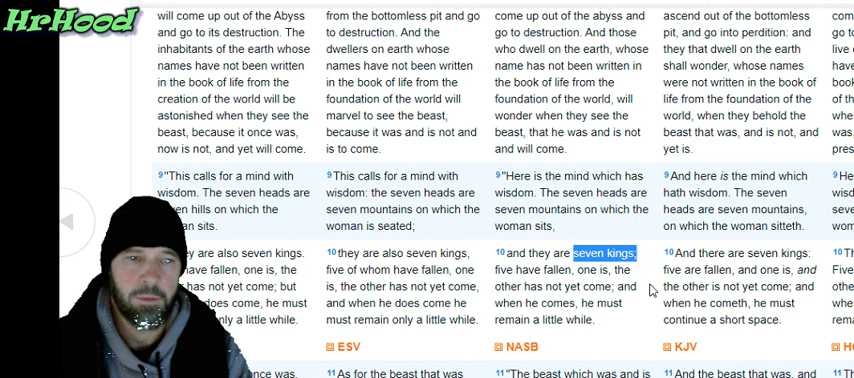 HrHood
will come up out of the Abyss
and go to its destruction. The
inhabitants of the earth whose
names have not been written
in the book of life from the
creation of the world will be
astonished when they see the
beast, because it once was,
now is not, and yet will come.
9 "This calls for a mind with
wisdom. The seven heads are
hills on which the
sits.
are also seven kings.
have fallen, one is, the
has not yet come; but
does come, he must
only a little while.
once was,
from the bottomless pit and go
to destruction. And the
dwellers on earth whose
names have not been written
in the book of life from the
foundation of the world will
marvel to see the beast,
because it was and is not and
is to come.
9 This calls for a mind with
wisdom: the seven heads are
seven mountains on which the
woman is seated;
10 they are also seven kings,
five of whom have fallen, one
is, the other has not yet come,
and when he does come he
must remain only a little while.
ESV
11 As for the beast that was
come up out of the abyss and
go to destruction. And those
who dwell on the earth, whose
name has not been written in
the book of life from the
foundation of the world, will
wonder when they see the
beast, that he was and is not
and will come.
9 "Here is the mind which has
wisdom. The seven heads are
seven mountains on which the
woman sits,
10 and they are seven kings;
five have fallen, one is, the
other has not yet come; and
when he comes, he must
remain a little while.
NASB
11 "The beast which was and is
ascend out of the bottomless
pit, and go into perdition: and
they that dwell on the earth
shall wonder, whose names
were not written in the book of
life from the foundation of the
world, when they behold the
beast that was, and is not, and
yet is.
9 And here is the mind which
hath wisdom. The seven
heads are seven mountains,
on which the woman sitteth.
10 And there are seven kings:
five are fallen, and one is, and
the other is not yet come; and
when he cometh, he must
continue a short space.
KJV
11 And the beast that was, and